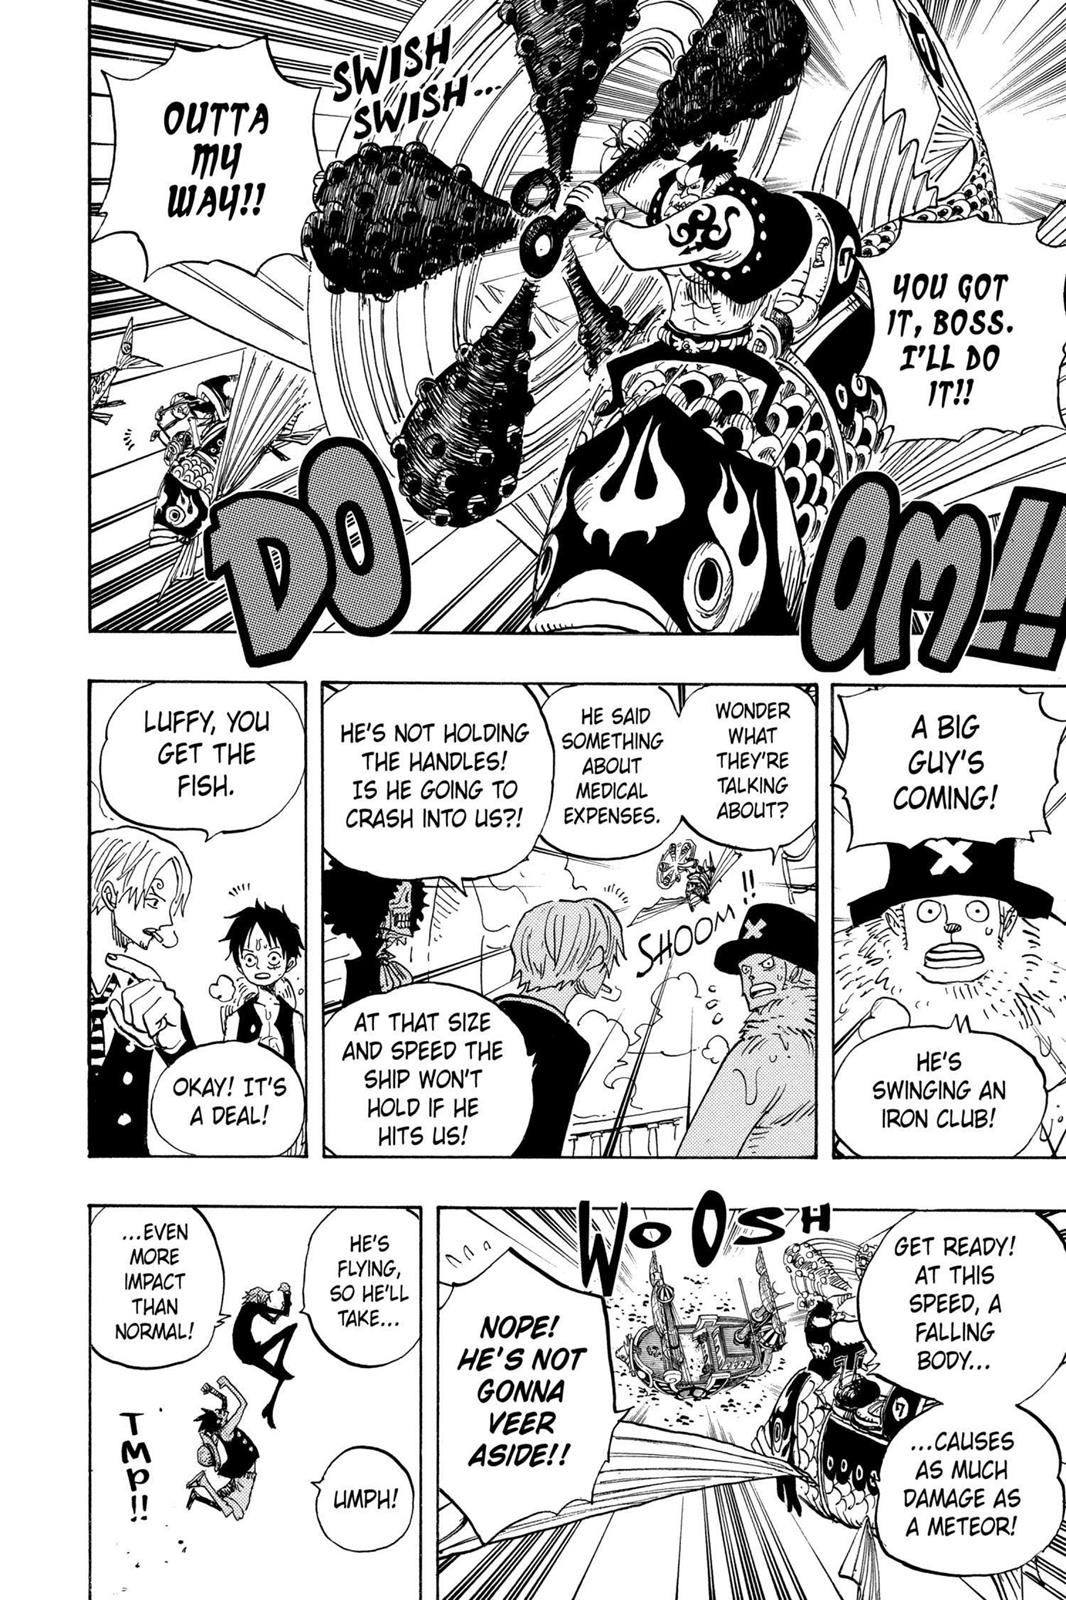 YOU GOT
IT, BOSS.
I'LL DO
IT!!
SWISH
SWISH...
OUTTA
MY
WAY!!
7
7
DOOM!!
A BIG
GUY'S
COMING!
HE'S
SWINGING AN
IRON CLUB!
WONDER
WHAT
THEY'RE
TALKING
ABOUT?
HE SAID
SOMETHING
ABOUT
MEDICAL
EXPENSES.
SHOOM!!
HE'S NOT HOLDING
THE HANDLES!
IS HE GOING TO
CRASH INTO US?!
AT THAT SIZE
AND SPEED THE
SHIP WON'T
HOLD IF HE
HITS US!
LUFFY, YOU
GET THE
FISH.
OKAY! IT'S
A DEAL!
GET READY!
AT THIS
SPEED, A
FALLING
BODY...
...CAUSES
AS MUCH
DAMAGE AS
A METEOR!
7
WOOSH
NOPE!
HE'S NOT
GONNA
VEER
ASIDE!!
HE'S
FLYING,
SO HE'LL
TAKE...
...EVEN
MORE
IMPACT
THAN
NORMAL!
UMPH!
TMP!!